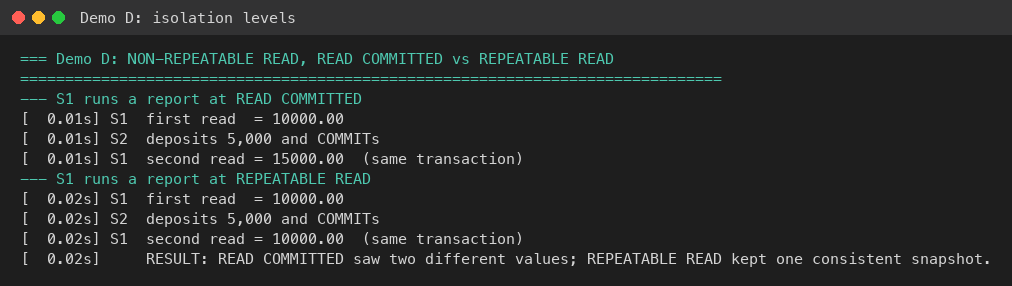 Demo D: isolation levels
=== Demo D: NON-REPEATABLE READ, READ COMMITTED vs REPEATABLE READ
==============================================================================
--- S1 runs a report at READ COMMITTED
[  0.01s] S1  first read  = 10000.00
[  0.01s] S2  deposits 5,000 and COMMITs
[  0.01s] S1  second read = 15000.00  (same transaction)
--- S1 runs a report at REPEATABLE READ
[  0.02s] S1  first read  = 10000.00
[  0.02s] S2  deposits 5,000 and COMMITs
[  0.02s] S1  second read = 10000.00  (same transaction)
[  0.02s]     RESULT: READ COMMITTED saw two different values; REPEATABLE READ kept one consistent snapshot.